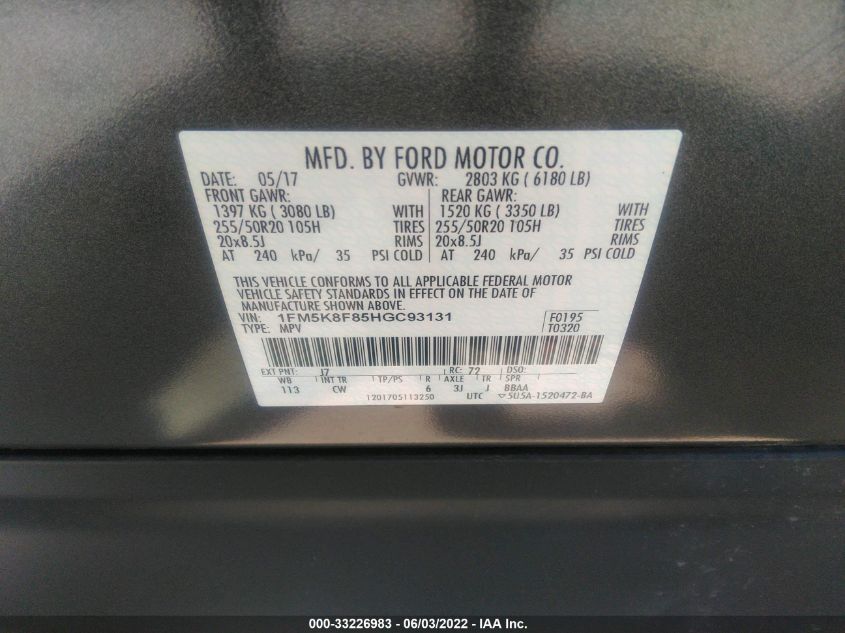 MFD. BY FORD MOTOR CO.
DATE: 05/17 GVWR: 2803 KG ( 6180 LB)
FRONT GAWR: REAR GAWR:
1397 KG ( 3080 LB) WITH 1520 KG ( 3350 LB) WITH
255/50R20 105H TIRES 255/50R20 105H TIRES
20x8.5J RIMS 20x8.5J RIMS
AT 240 kPa/ 35 PSI COLD AT 240 kPa/ 35 PSI COLD
THIS VEHICLE CONFORMS TO ALL APPLICABLE FEDERAL MOTOR
VEHICLE SAFETY STANDARDS IN EFFECT ON THE DATE OF
MANUFACTURE SHOWN ABOVE.
VIN: 1FM5K8F85HGC93131 F0195
TYPE: MPV T0320
EXT PNT: J7 RC: 72 DSO:
WB INT TR TP/PS R AXLE TR SPR
113 CW 6 3J J BBAA
1201705113250 UTC ▽5U5A-1520472-BA
000-33226983 - 06/03/2022 - IAA Inc.